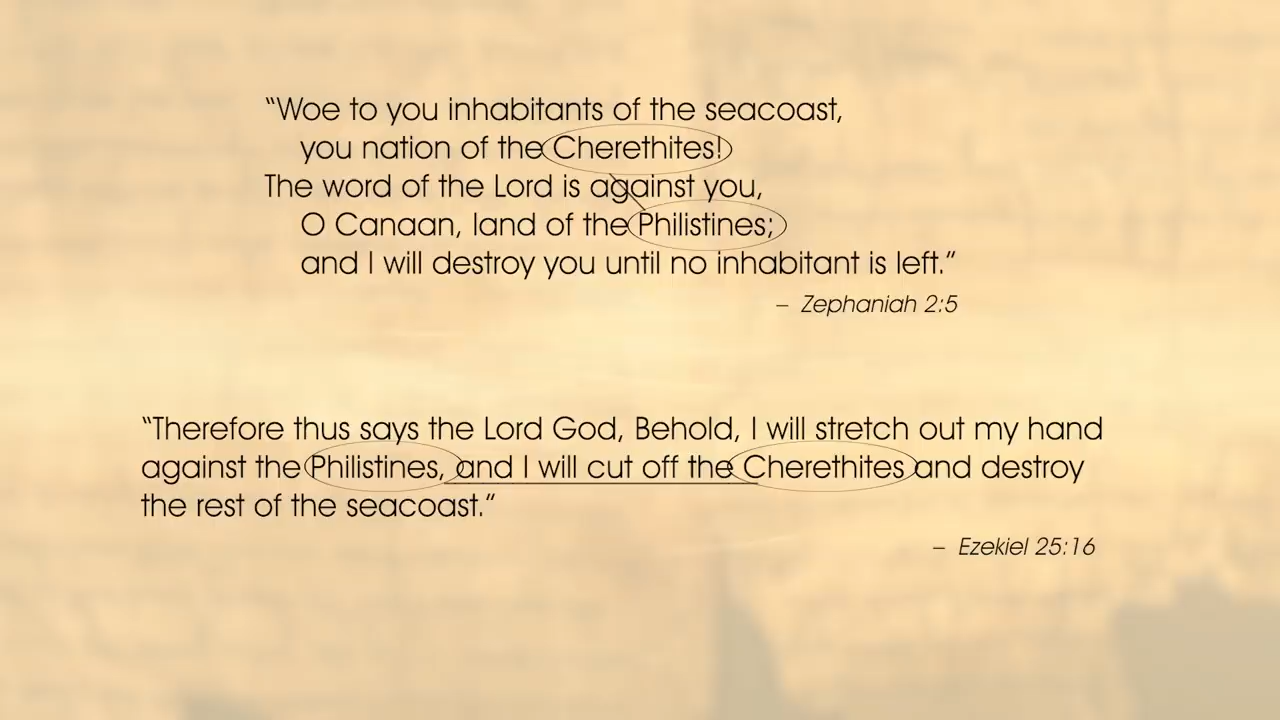 “Woe to you inhabitants of the seacoast,
you nation of the Cherethites!
The word of the Lord is against you,
O Canaan, land of the Philistines;
and I will destroy you until no inhabitant is left.”
– Zephaniah 2:5
“Therefore thus says the Lord God, Behold, I will stretch out my hand
against the Philistines, and I will cut off the Cherethites and destroy
the rest of the seacoast.”
– Ezekiel 25:16